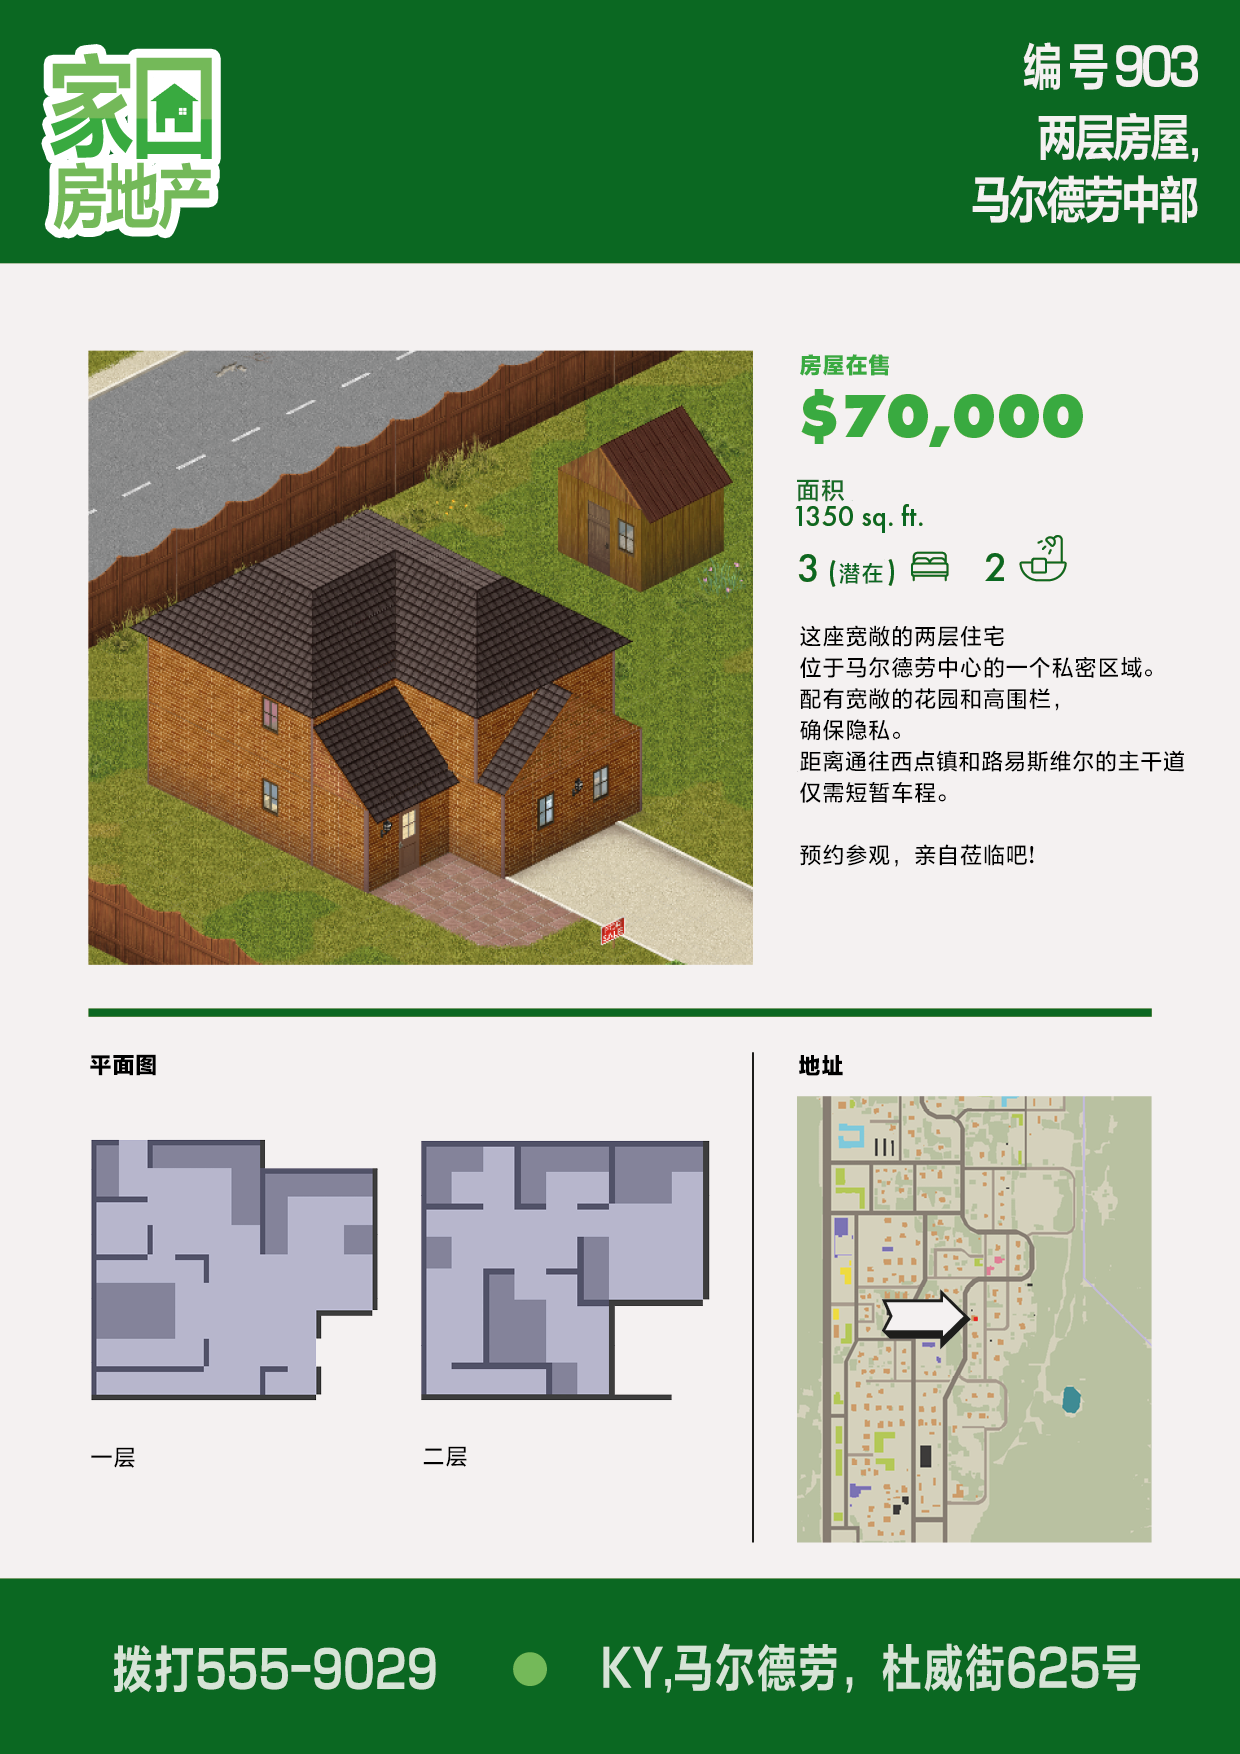 家园
房地产
编号903
两层房屋,
马尔德劳中部
房屋在售
$70,000
面积
1350 sq. ft.
3 (潜在) 2
这座宽敞的两层住宅
位于马尔德劳中心的一个私密区域。
配有宽敞的花园和高围栏，
确保隐私。
距离通往西点镇和路易斯维尔的主干道
仅需短暂车程。
预约参观，亲自莅临吧!
SALE
平面图
地址
一层
二层
拨打555-9029
KY,马尔德劳，杜威街625号